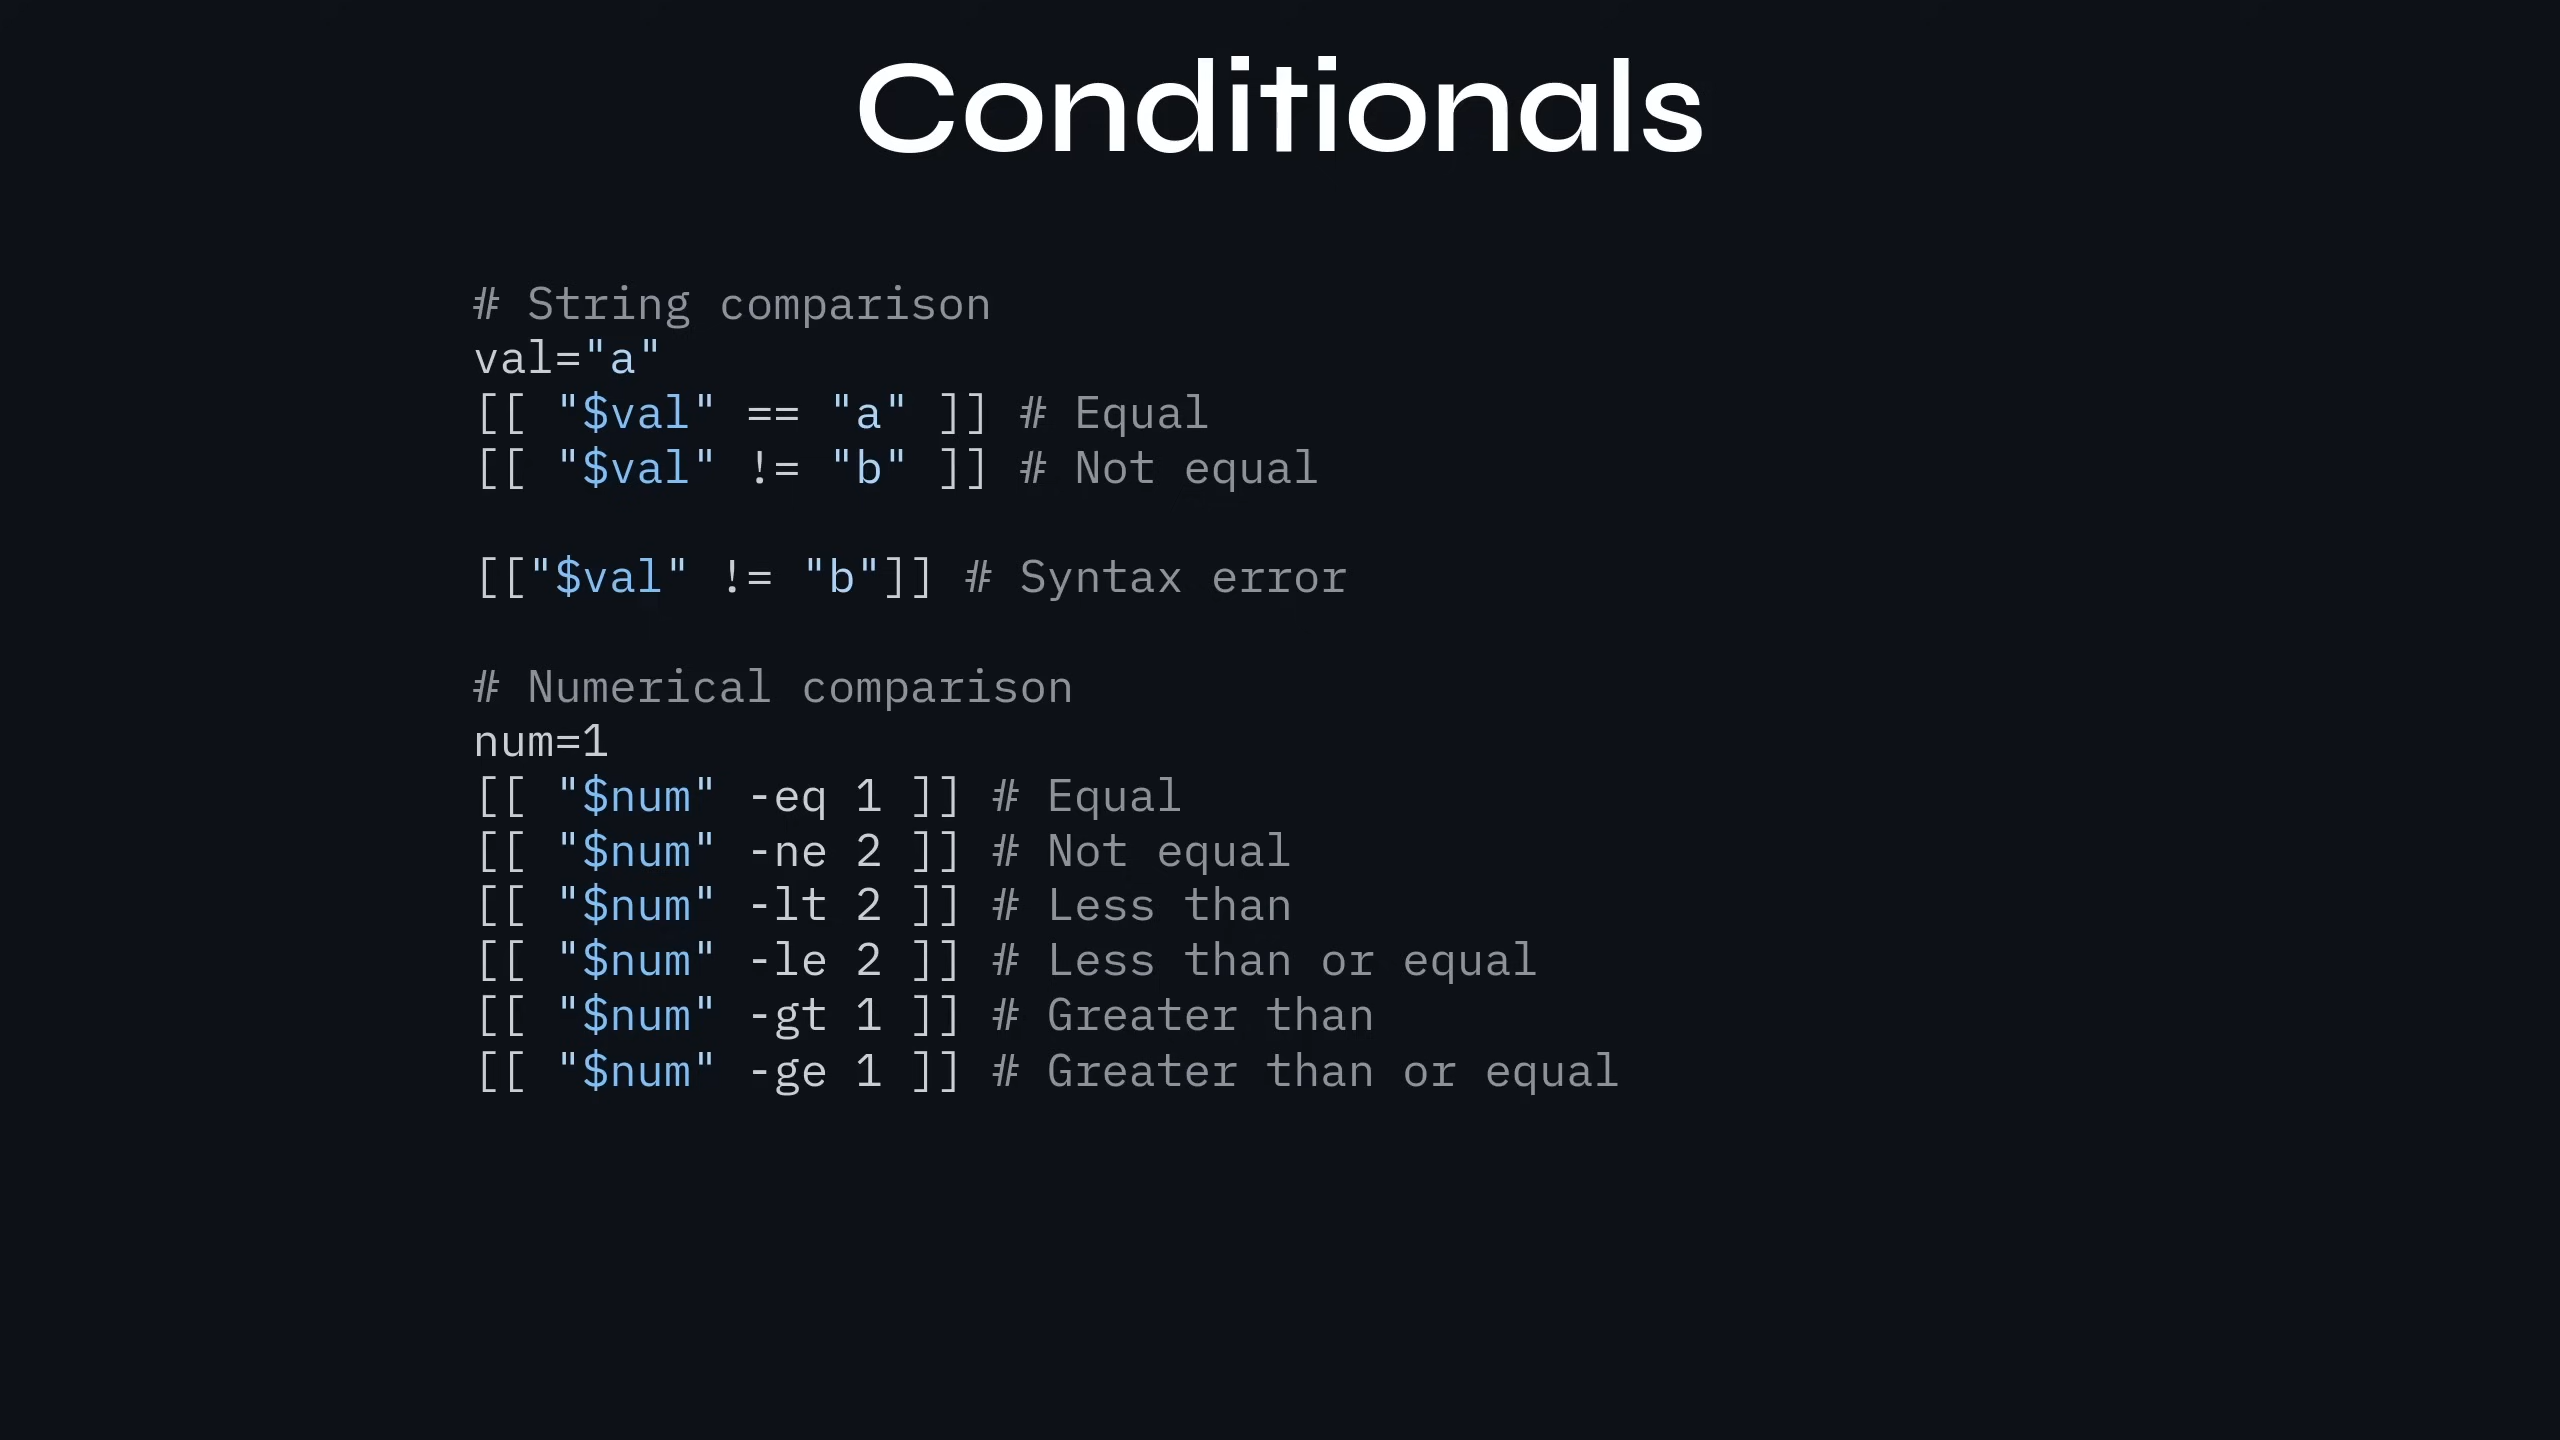 Conditionals
# String comparison
val="a"
[[ "$val" == "a" ]] # Equal
[[ "$val" != "b" ]] # Not equal
[["$val" != "b"]] # Syntax error
# Numerical comparison
num=1
[[ "$num" -eq 1 ]] # Equal
[[ "$num" -ne 2 ]] # Not equal
[[ "$num" -lt 2 ]] # Less than
[[ "$num" -le 2 ]] # Less than or equal
[[ "$num" -gt 1 ]] # Greater than
[[ "$num" -ge 1 ]] # Greater than or equal